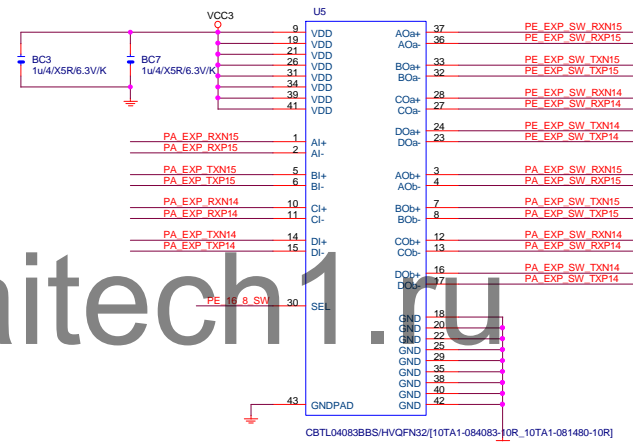 VCC3
U5
BC3
1u/4/X5R/6.3V/K
BC7
1u/4/X5R/6.3V/K
9 VDD AOa+ 37 PE_EXP_SW_RXN15
19 VDD AOa- 36 PE_EXP_SW_RXP15
21 VDD
26 VDD BOa+ 33 PE_EXP_SW_TXN15
31 VDD BOa- 32 PE_EXP_SW_TXP15
34 VDD
39 VDD COa+ 28 PE_EXP_SW_RXN14
41 VDD COa- 27 PE_EXP_SW_RXP14
DOa+ 24 PE_EXP_SW_TXN14
PA_EXP_RXN15 1 AI+ DOa- 23 PE_EXP_SW_TXP14
PA_EXP_RXP15 2 AI-
PA_EXP_TXN15 5 BI+ AOb+ 3 PA_EXP_SW_RXN15
PA_EXP_TXP15 6 BI- AOb- 4 PA_EXP_SW_RXP15
PA_EXP_RXN14 10 CI+ BOb+ 7 PA_EXP_SW_TXN15
PA_EXP_RXP14 11 CI- BOb- 8 PA_EXP_SW_TXP15
PA_EXP_TXN14 14 DI+ COb+ 12 PA_EXP_SW_RXN14
PA_EXP_TXP14 15 DI- COb- 13 PA_EXP_SW_RXP14
DOb+ 16 PA_EXP_SW_TXN14
DOb- 17 PA_EXP_SW_TXP14
PE_16_8_SW 30 SEL
GND 18
GND 20
GND 22
GND 25
GND 29
GND 35
GND 38
GND 40
43 GNDPAD GND 42
CBTL04083BBS/HVQFN32/[10TA1-084083-10R_10TA1-081480-10R]
aitech1.ru